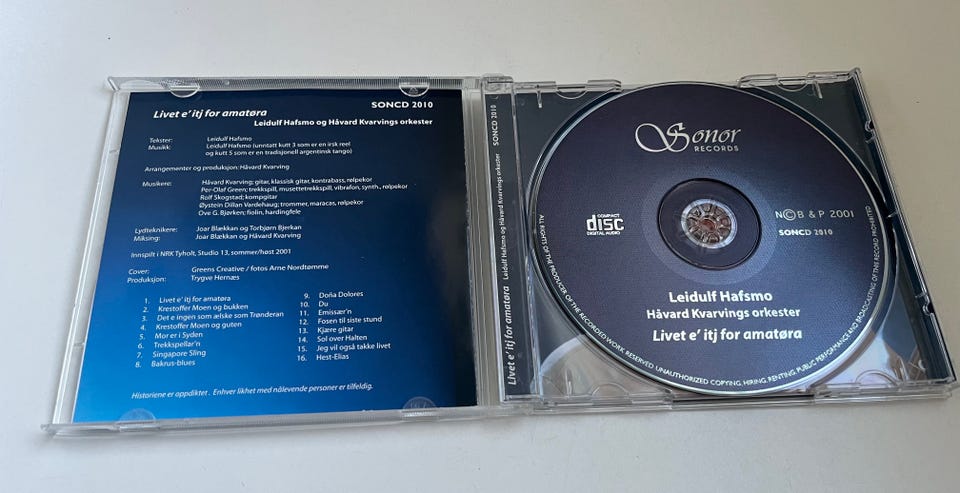 Livet e' itj for amatøra
SONCD 2010
Leidulf Hafsmo og Håvard Kvarvings orkester
Tekster: Leidulf Hafsmo
Musikk: Leidulf Hafsmo (unntatt kutt 3 som er en irsk reel
og kutt 5 som er en tradisjonell argentinsk tango)
Arrangementer og produksjon: Håvard Kvarving
Musikere: Håvard Kvarving; gitar, klassisk gitar, kontrabass, rølpekor
Per-Olaf Green; trekkspill, musettetrekkspill, vibrafon, synth., rølpekor
Rolf Skogstad; kompgitar
Øystein Dillan Vardehaug; trommer, maracas, rølpekor
Ove G. Bjørken; fiolin, hardingfele
Lydteknikere: Joar Blækkan og Torbjørn Bjerkan
Miksing: Joar Blækkan og Håvard Kvarving
Innspilt i NRK Tyholt, Studio 13, sommer/høst 2001
Cover: Greens Creative / fotos Arne Nordtømme
Produksjon: Trygve Hernæs
1. Livet e' itj for amatøra
2. Krestoffer Moen og bukken
3. Det e ingen som ælske som Trønderan
4. Krestoffer Moen og guten
5. Mor er i Syden
6. Trekkspellar'n
7. Singapore Sling
8. Bakrus-blues
9. Doña Dolores
10. Du
11. Emissær'n
12. Fosen til siste stund
13. Kjære gitar
14. Sol over Halten
15. Jeg vil også takke livet
16. Hest-Elias
Historiene er oppdiktet . Enhver likhet med nålevende personer er tilfeldig.
Livet e' itj for amatøra Leidulf Hafsmo og Håvard Kvarvings orkester SONCD 2010
Sonor
RECORDS
COMPACT
disc
DIGITAL AUDIO
N©B & P 2001
SONCD 2010
Leidulf Hafsmo
Håvard Kvarvings orkester
Livet e' itj for amatøra
ALL RIGHTS OF THE PRODUCER OF THE RECORDED WORK RESERVED UNAUTHORIZED COPYING, HIRING, RENTING, PUBLIC PERFORMANCE AND BROADCASTING OF THIS RECORD PROHIBITED